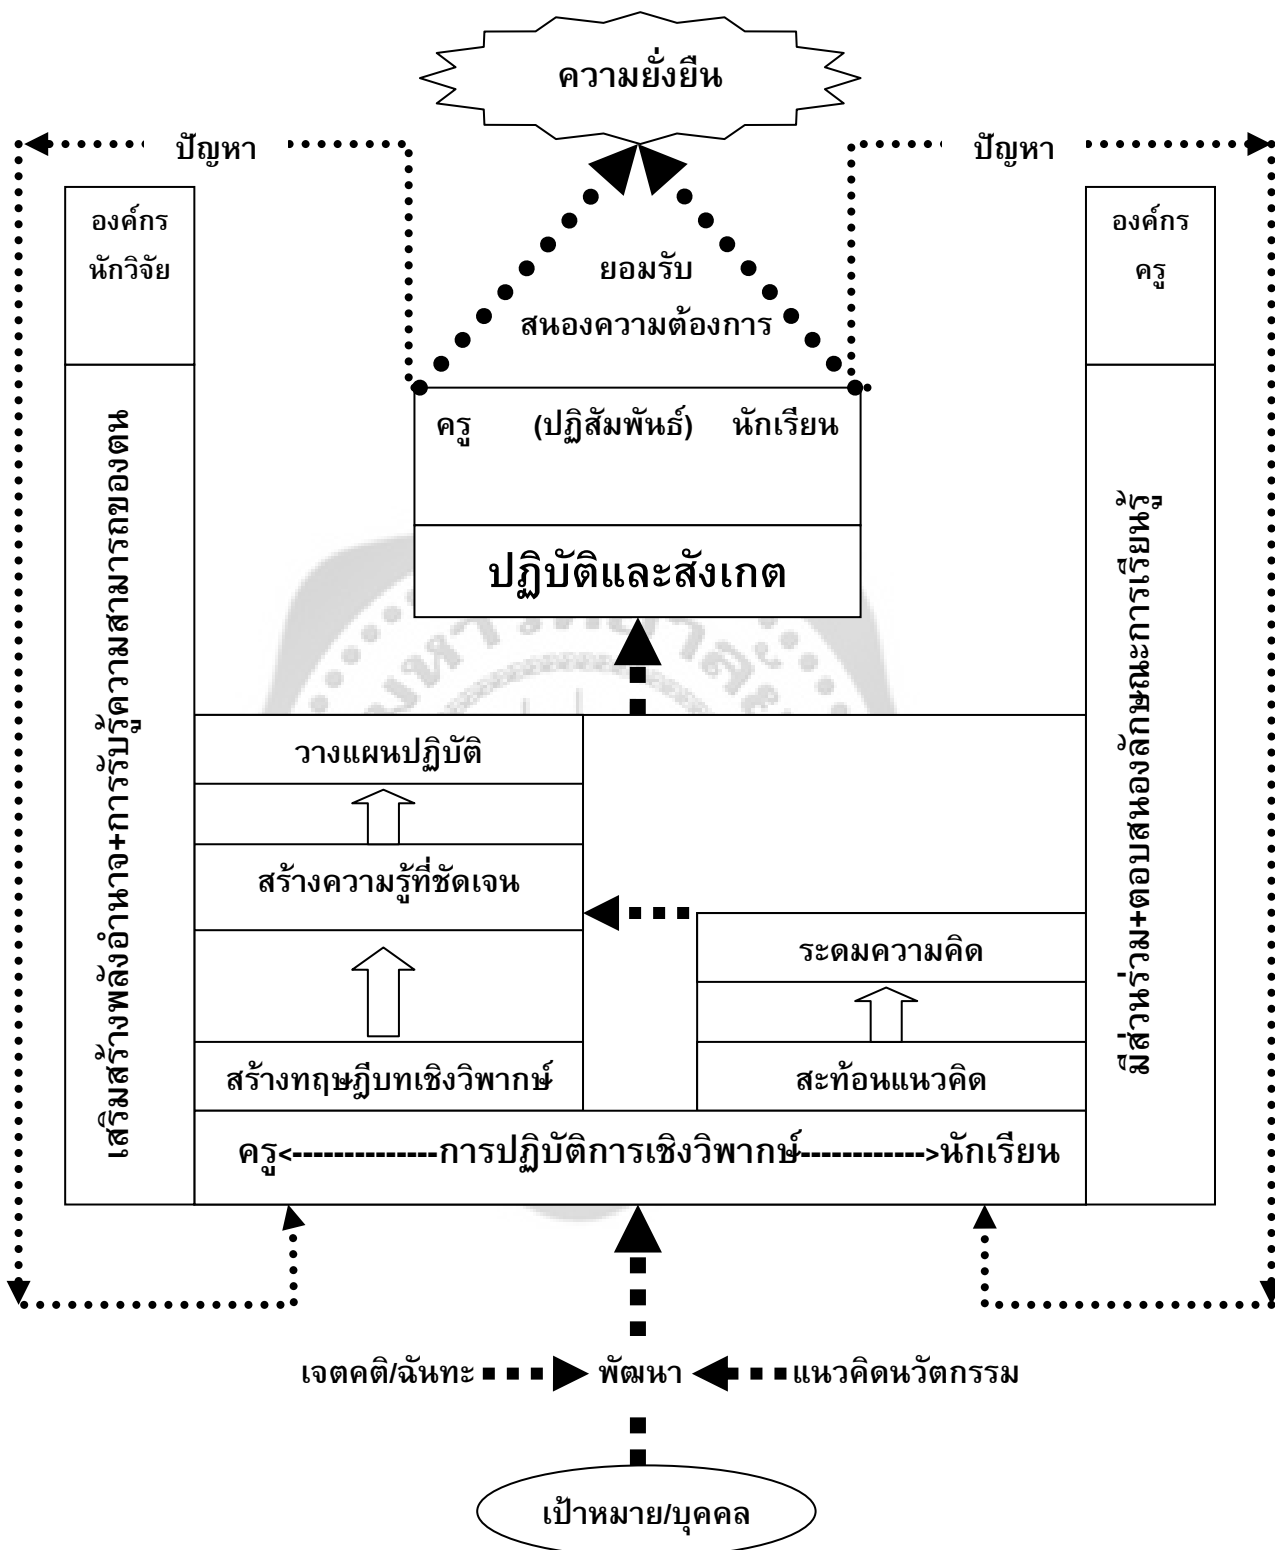 ความยั่งยืน
ปัญหา
ปัญหา
องค์กร
นักวิจัย
องค์กร
ครู
ยอมรับ
สนองความต้องการ
ครู (ปฏิสัมพันธ์) นักเรียน
ปฏิบัติและสังเกต
เสริมสร้างพลังอำนาจ+การรับรู้ความสามารถของตน
มีส่วนร่วม+ตอบสนองลักษณะการเรียนรู้
วางแผนปฏิบัติ
สร้างความรู้ที่ชัดเจน
ระดมความคิด
สร้างทฤษฎีบทเชิงวิพากษ์
สะท้อนแนวคิด
ครู<--------------การปฏิบัติการเชิงวิพากษ์------------>นักเรียน
เจตคติ/ฉันทะ พัฒนา แนวคิดนวัตกรรม
เป้าหมาย/บุคคล